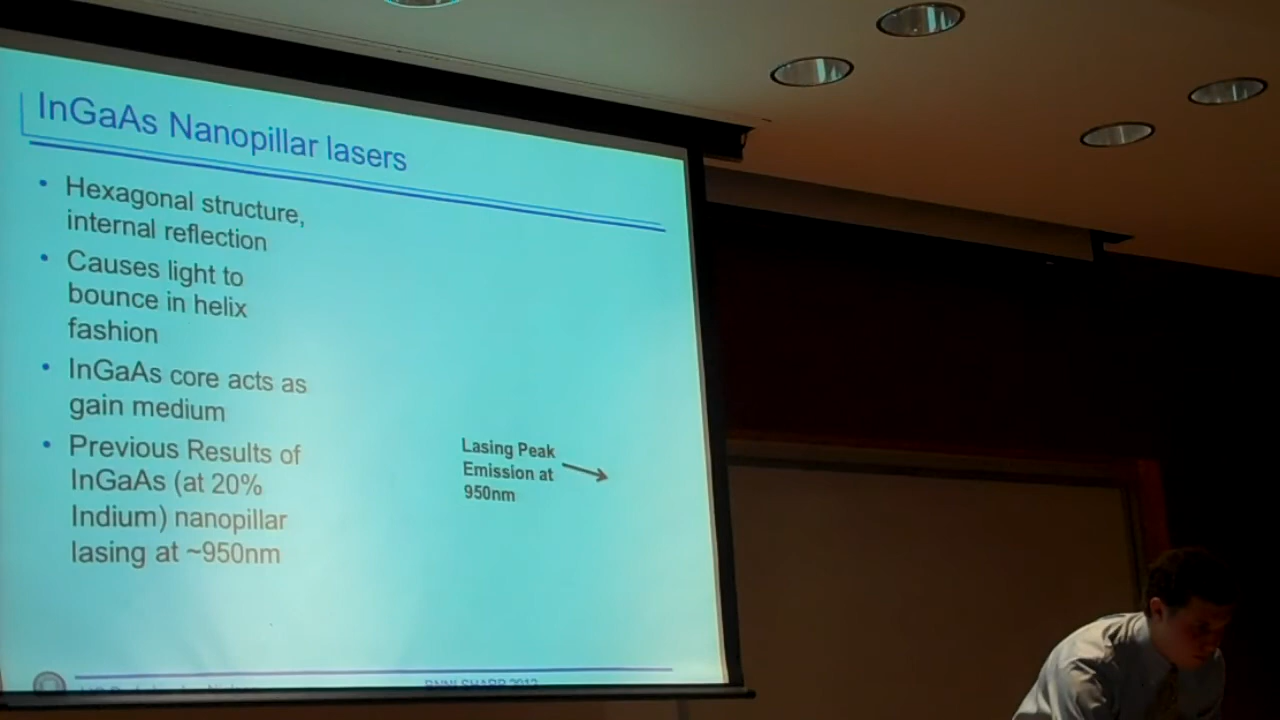 InGaAs Nanopillar lasers
• Hexagonal structure,
internal reflection
• Causes light to
bounce in helix
fashion
• InGaAs core acts as
gain medium
• Previous Results of
InGaAs (at 20%
Indium) nanopillar
lasing at ~950nm
Lasing Peak
Emission at
950nm